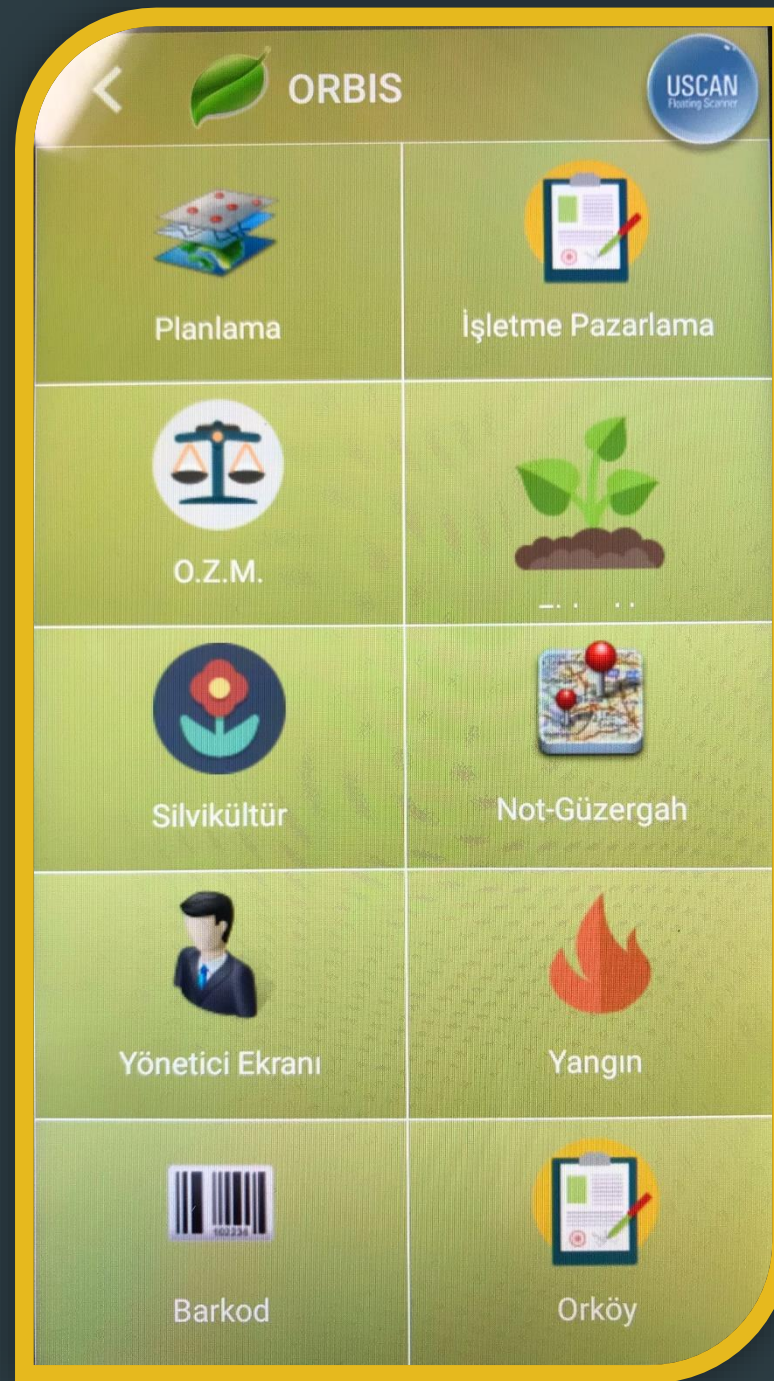 ORBIS
USCAN
Floating Scanner
Planlama
İşletme Pazarlama
O.Z.M.
Silvikültür
Not-Güzergah
Yönetici Ekranı
Yangın
102236
Barkod
Orköy